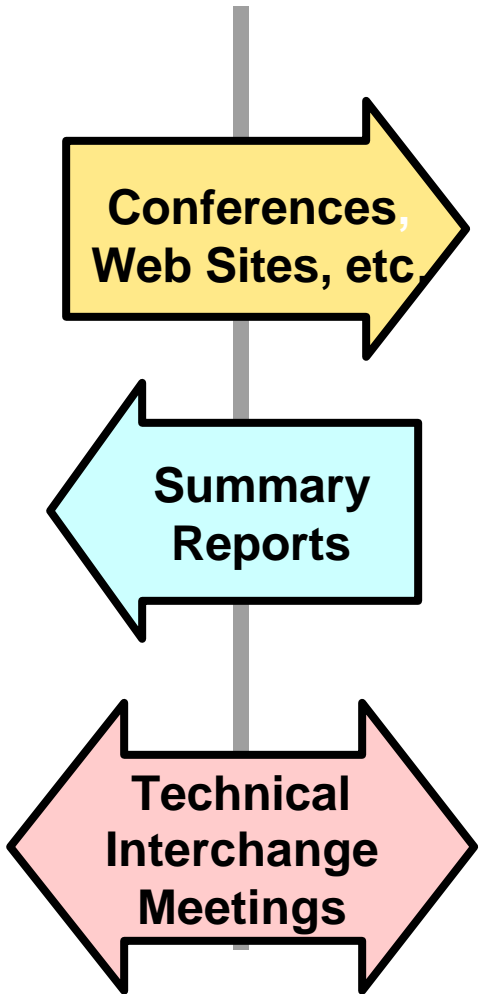 Conferences,
Web Sites, etc.
Summary
Reports
Technical
Interchange
Meetings